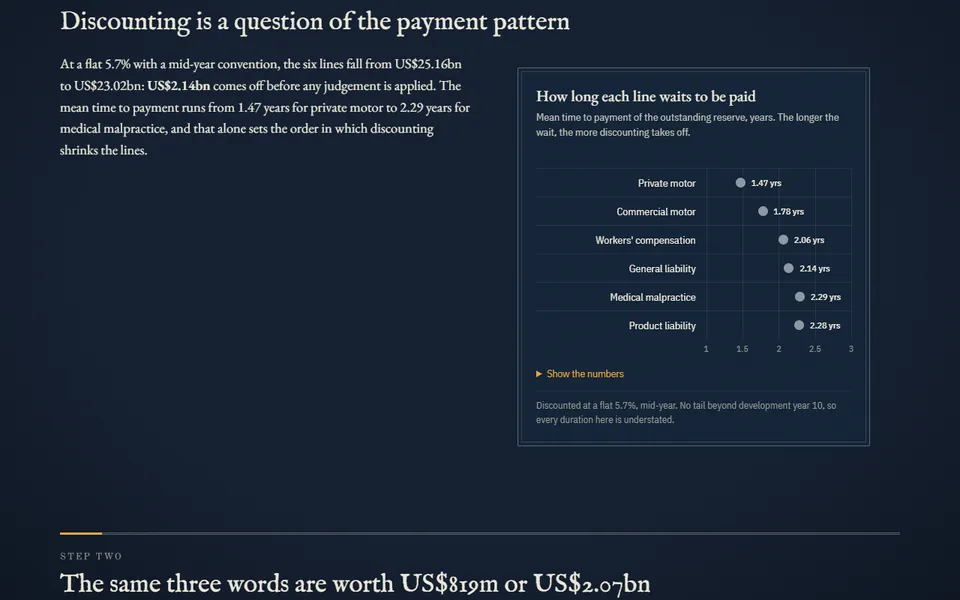 Discounting is a question of the payment pattern
At a flat 5.7% with a mid-year convention, the six lines fall from US$25.16bn
to US$23.02bn: US$2.14bn comes off before any judgement is applied. The
mean time to payment runs from 1.47 years for private motor to 2.29 years for
medical malpractice, and that alone sets the order in which discounting
shrinks the lines.
How long each line waits to be paid
Mean time to payment of the outstanding reserve, years. The longer the
wait, the more discounting takes off.
Private motor 1.47 yrs
Commercial motor 1.78 yrs
Workers' compensation 2.06 yrs
General liability 2.14 yrs
Medical malpractice 2.29 yrs
Product liability 2.28 yrs
1 1.5 2 2.5 3
▶ Show the numbers
Discounted at a flat 5.7%, mid-year. No tail beyond development year 10, so
every duration here is understated.
STEP TWO
The same three words are worth US$819m or US$2.07bn